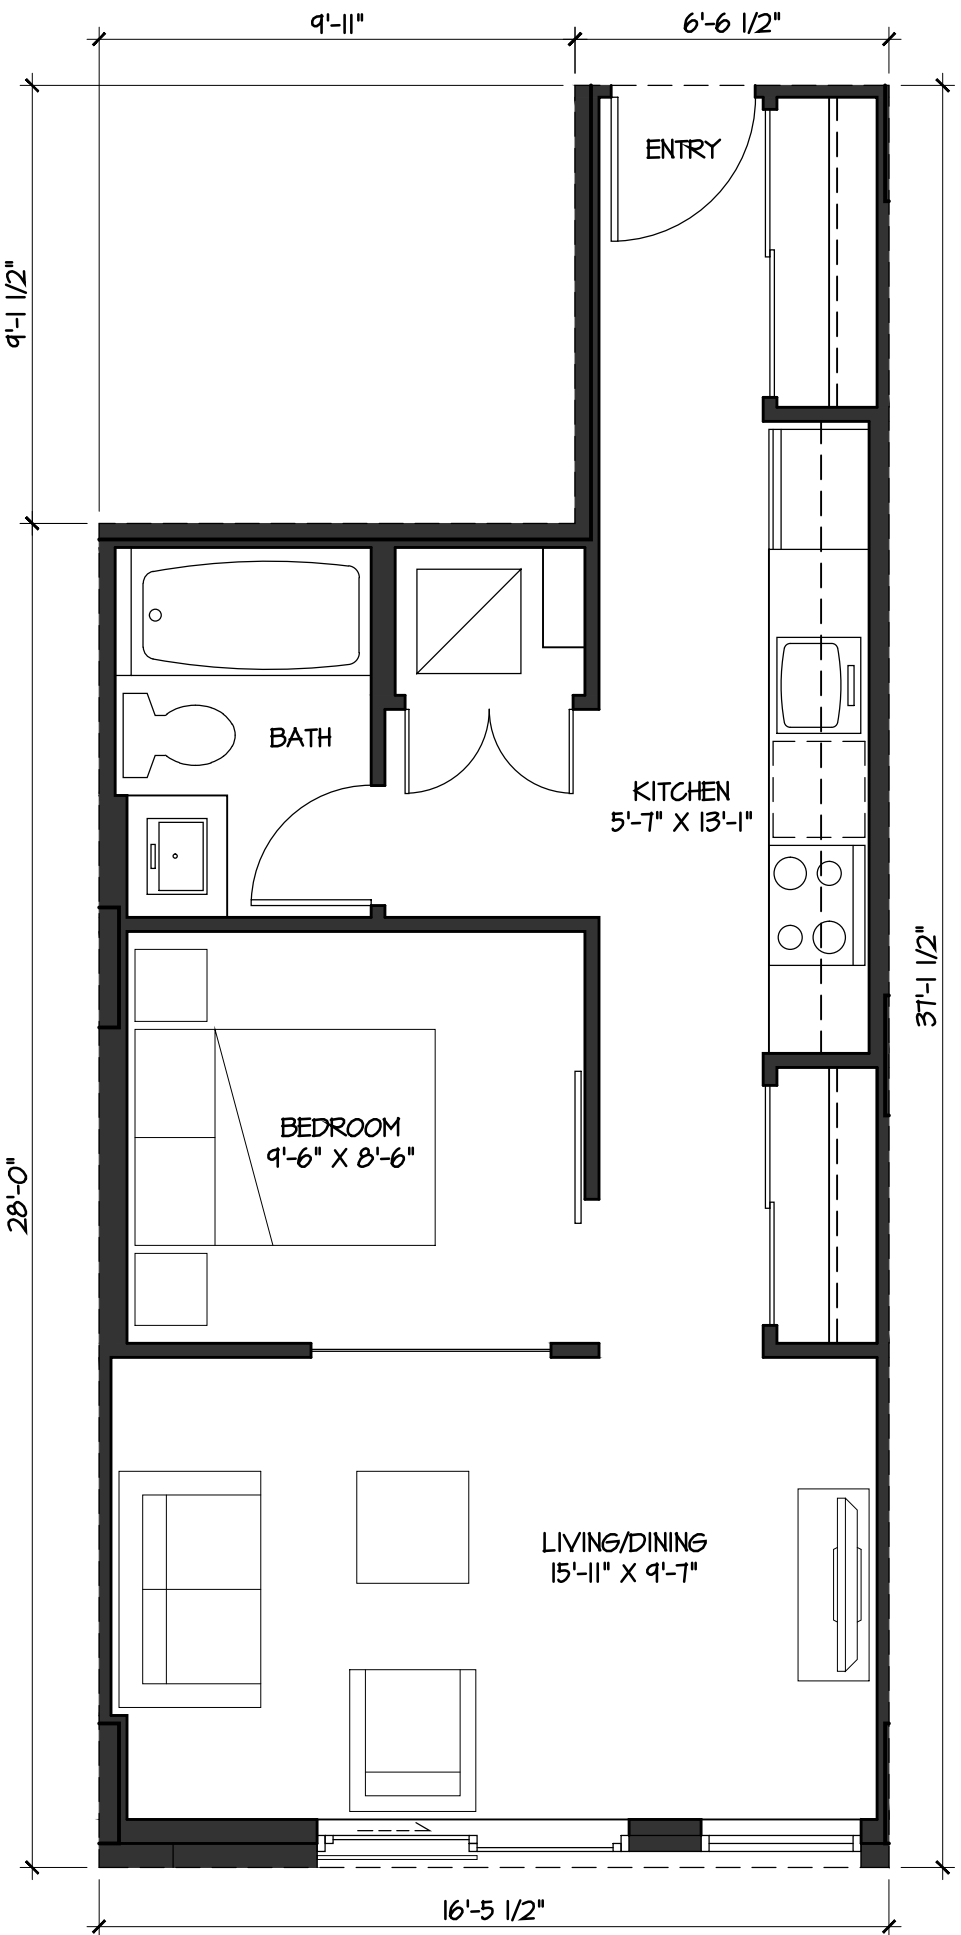 9'-11"
6'-6 1/2"
ENTRY
9'-1 1/2"
BATH
KITCHEN
5'-7" X 13'-1"
37'-1 1/2"
BEDROOM
9'-6" X 8'-6"
28'-0"
LIVING/DINING
15'-11" X 9'-7"
16'-5 1/2"